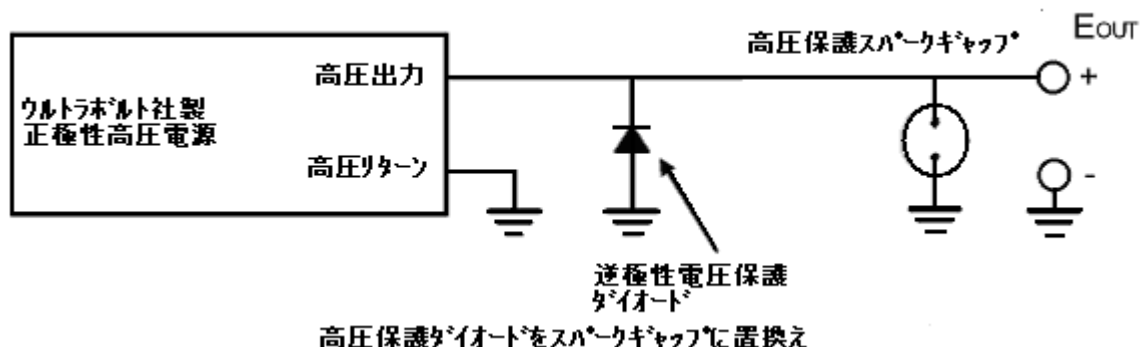 高圧保護スパークギャップ
EOUT
高圧出力
+
ウルトラボルト社製
正極性高圧電源
高圧リターン
-
逆極性電圧保護
ダイオード
高圧保護ダイオードをスパークギャップに置換え